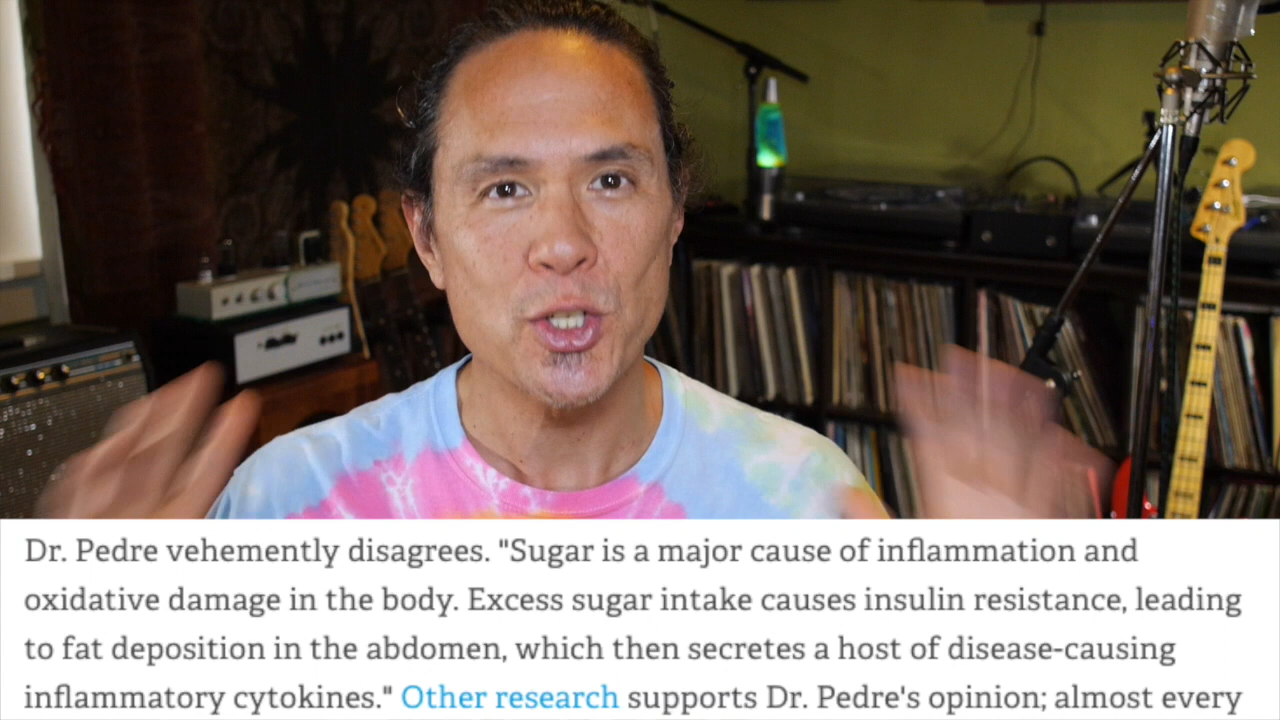 Dr. Pedre vehemently disagrees. "Sugar is a major cause of inflammation and
oxidative damage in the body. Excess sugar intake causes insulin resistance, leading
to fat deposition in the abdomen, which then secretes a host of disease-causing
inflammatory cytokines." Other research supports Dr. Pedre's opinion; almost every